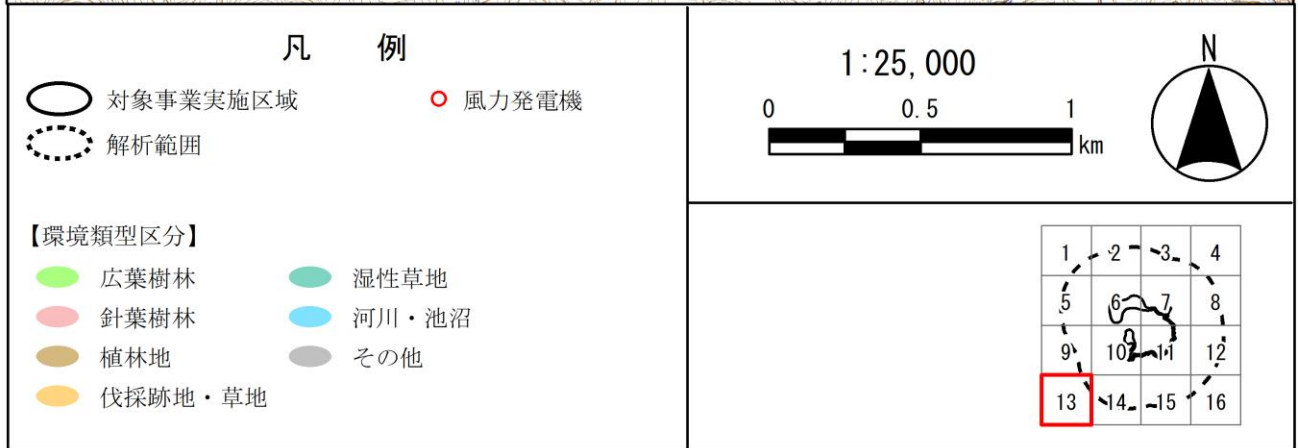 凡 例
対象事業実施区域
風力発電機
解析範囲
【環境類型区分】
広葉樹林
湿性草地
針葉樹林
河川・池沼
植林地
その他
伐採跡地・草地
1:25,000
0 0.5 1
km
N
1 2 3 4
5 6 7 8
9 10 11 12
13 14 15 16